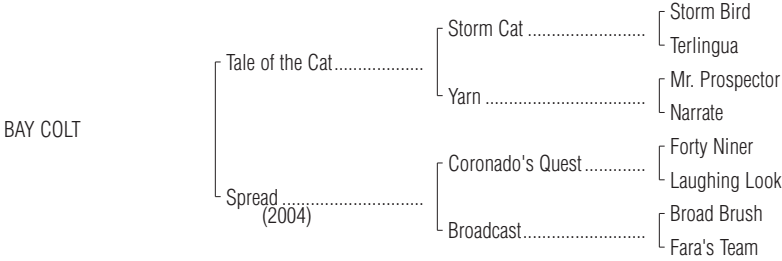 Storm Bird
Storm Cat .........................
Terlingua
Tale of the Cat...................
Mr. Prospector
Yarn ..................................
Narrate
BAY COLT
Forty Niner
Coronado's Quest.............
Laughing Look
Spread ..............................
(2004)
Broad Brush
Broadcast..........................
Fara's Team